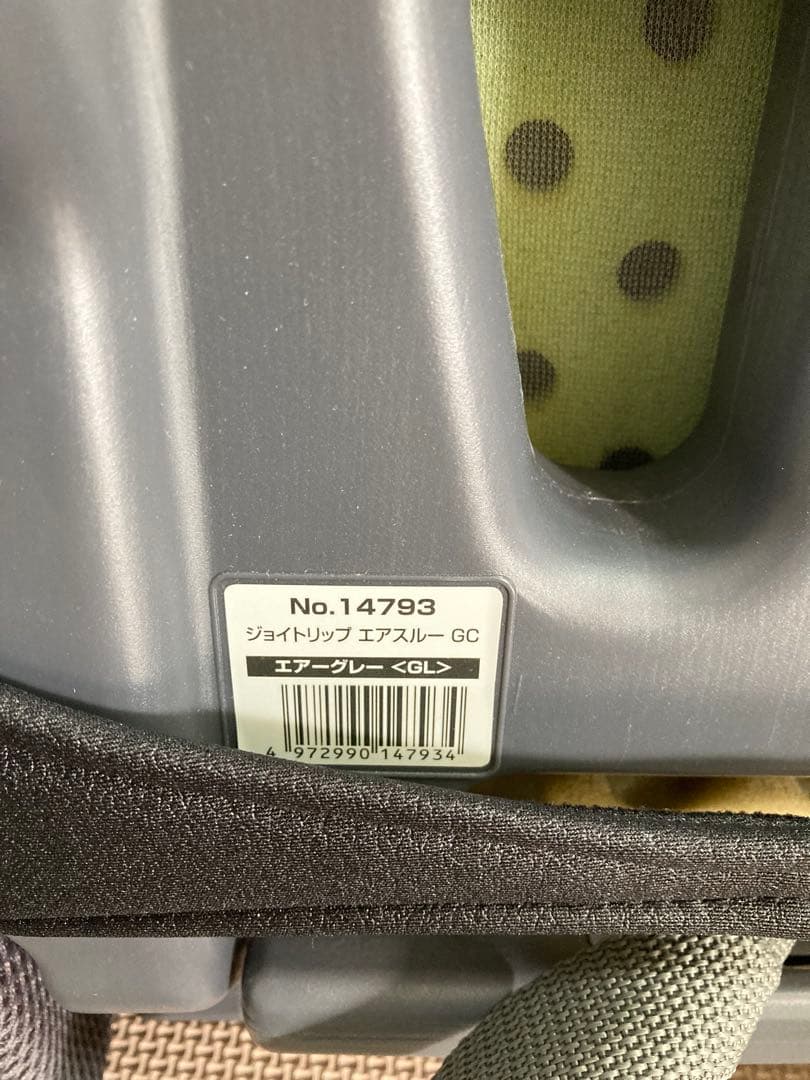 No.14793
ジョイトリップ エアスルー GC
エアーグレー <GL>
4 972990 147934